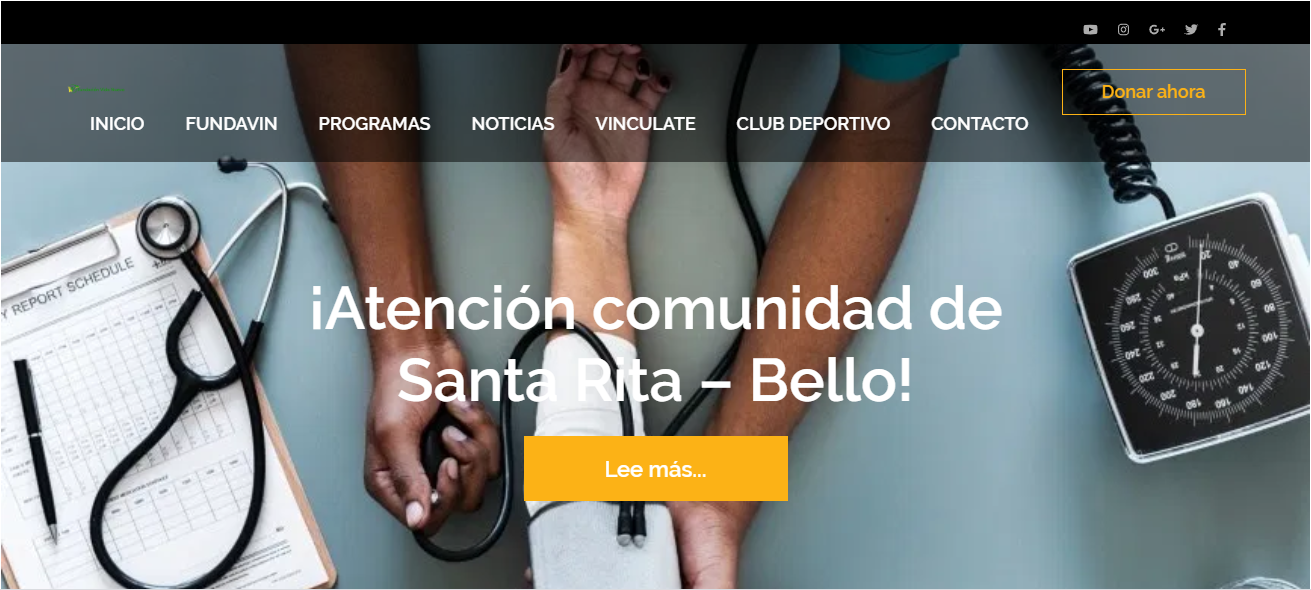 Donar ahora
INICIO FUNDAVIN PROGRAMAS NOTICIAS VINCULATE CLUB DEPORTIVO CONTACTO
Y REPORT SCHEDULE
¡Atención comunidad de
Santa Rita – Bello!
Lee más...